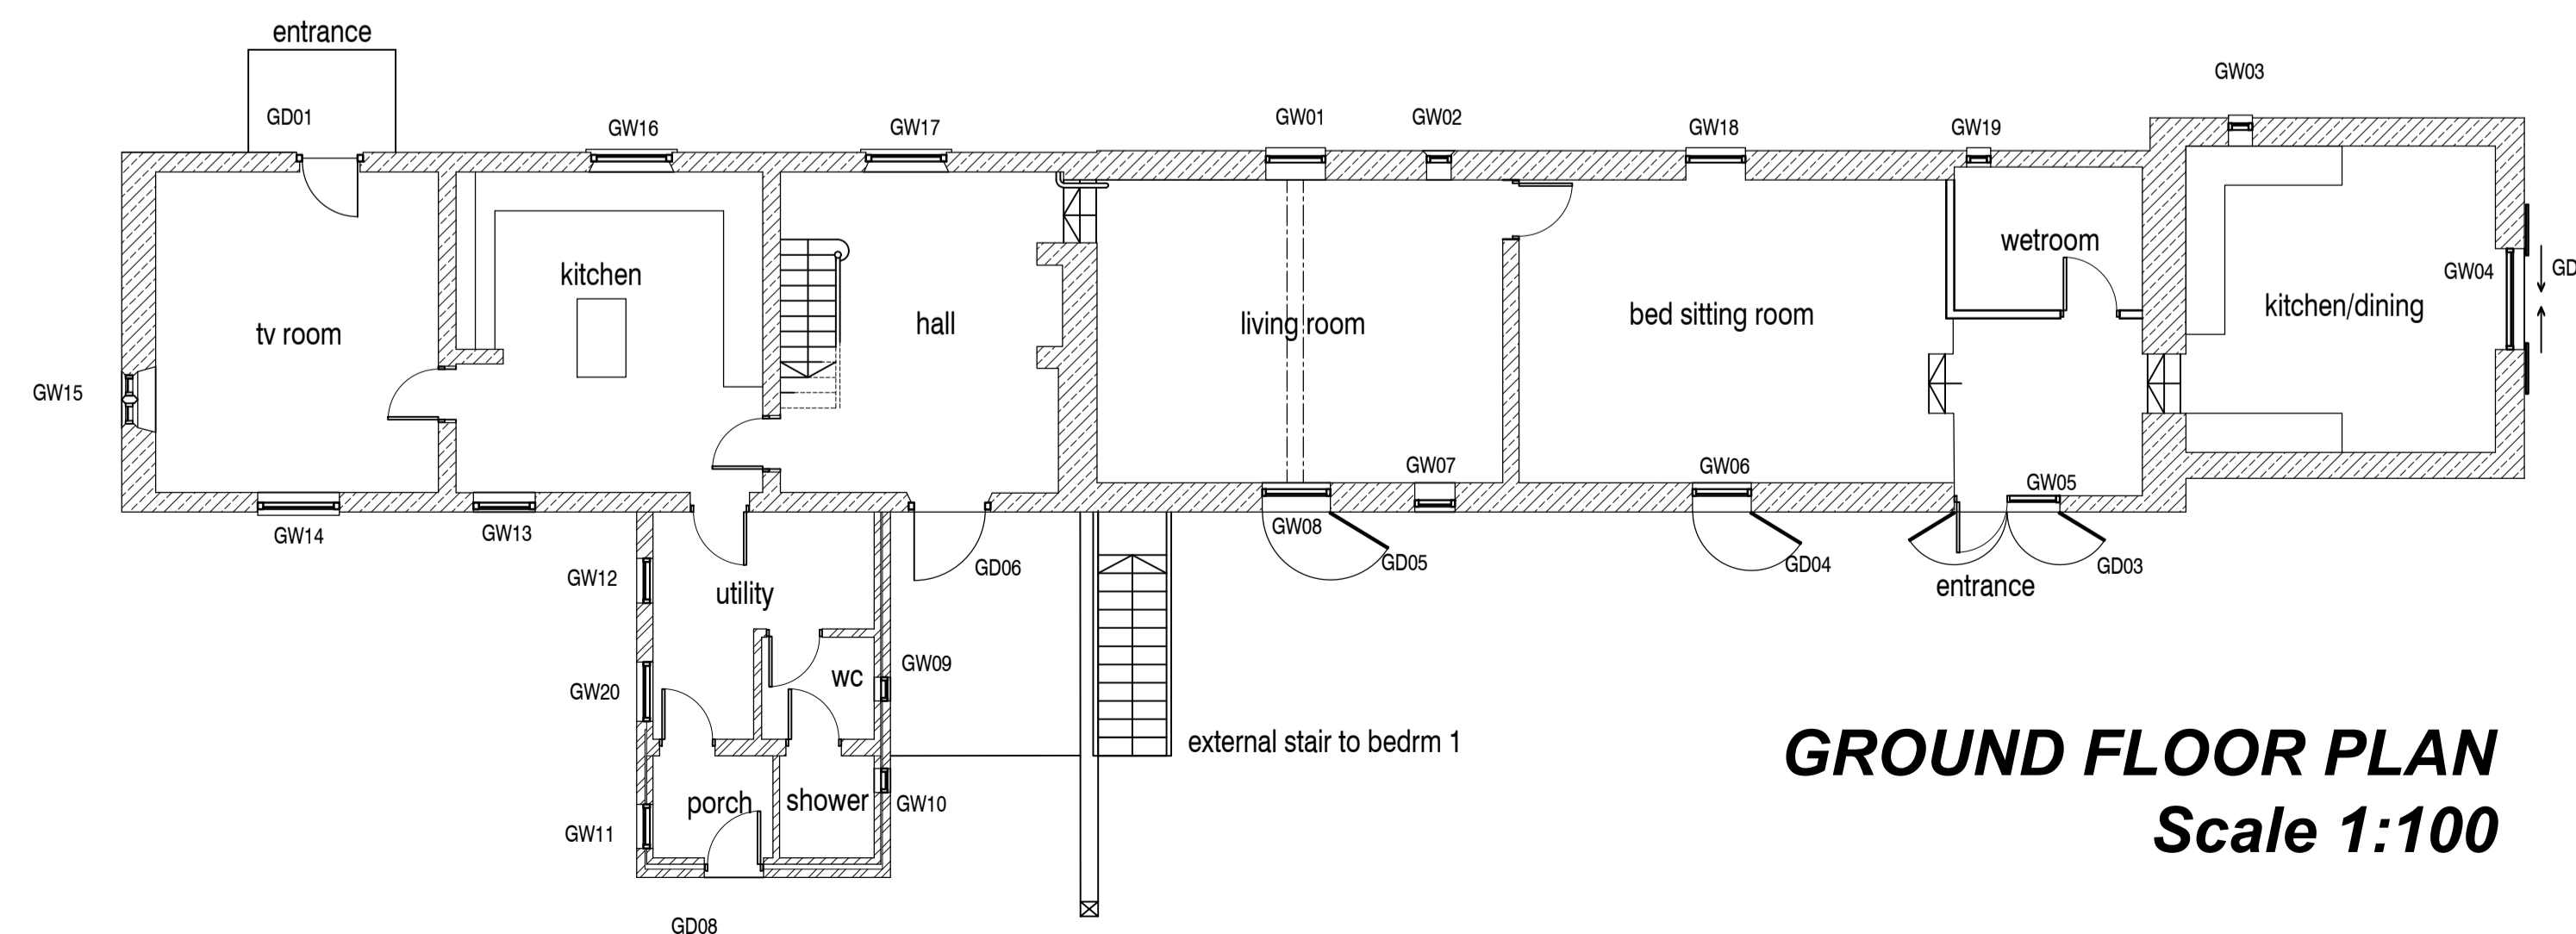 entrance
GW03
GD01
GW16
GW17
GW01
GW02
GW18
GW19
wetroom
kitchen
GW04
GD
tv room
hall
living room
bed sitting room
kitchen/dining
GW15
GW07
GW06
GW05
GW14
GW13
GW08
GD06
GD05
GD04
GD03
GW12
utility
entrance
GW09
wc
GW20
external stair to bedrm 1
GROUND FLOOR PLAN
porch
shower
GW10
GW11
Scale 1:100
GD08